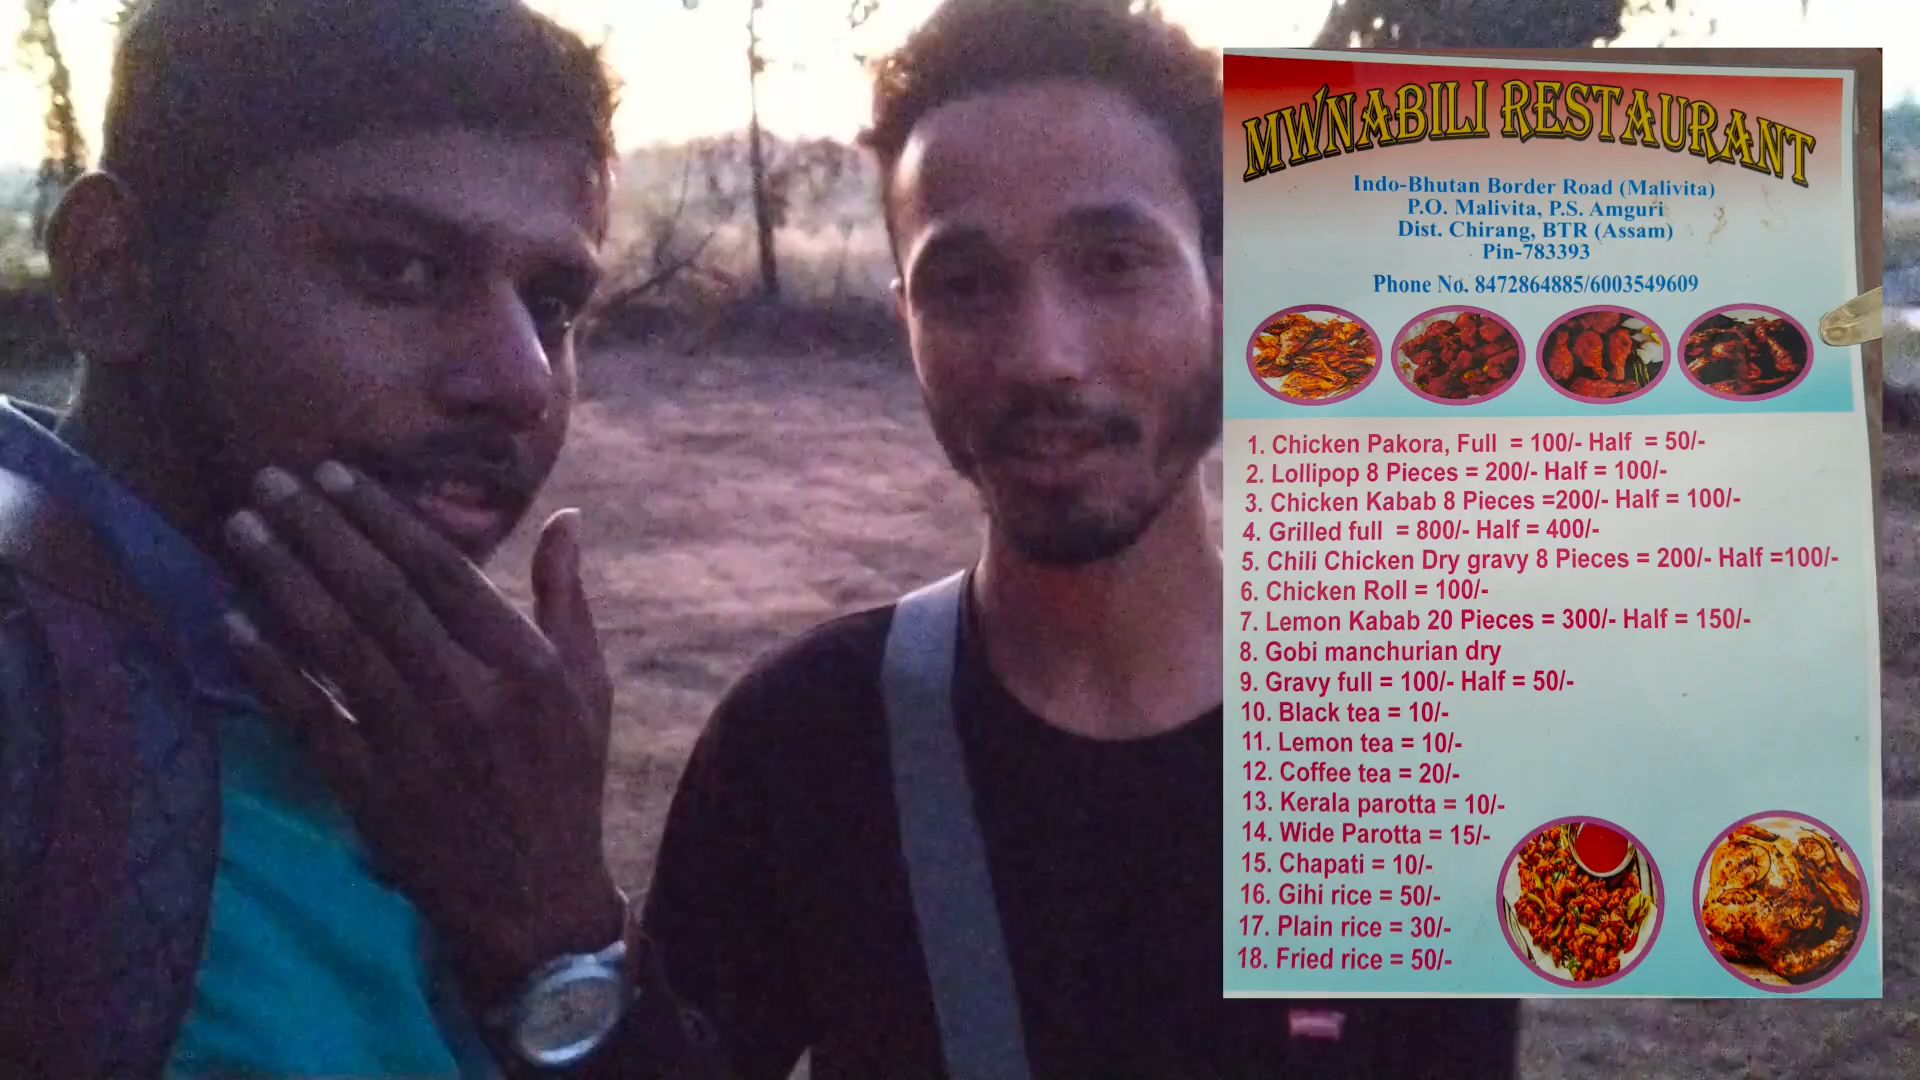 MW'NABILI RESTAURANT
Indo-Bhutan Border Road (Malivita)
P.O. Malivita, P.S. Amguri
Dist. Chirang, BTR (Assam)
Pin-783393
Phone No. 8472864885/6003549609
1. Chicken Pakora, Full = 100/- Half = 50/-
2. Lollipop 8 Pieces = 200/- Half = 100/-
3. Chicken Kabab 8 Pieces =200/- Half = 100/-
4. Grilled full = 800/- Half = 400/-
5. Chili Chicken Dry gravy 8 Pieces = 200/- Half =100/-
6. Chicken Roll = 100/-
7. Lemon Kabab 20 Pieces = 300/- Half = 150/-
8. Gobi manchurian dry
9. Gravy full = 100/- Half = 50/-
10. Black tea = 10/-
11. Lemon tea = 10/-
12. Coffee tea = 20/-
13. Kerala parotta = 10/-
14. Wide Parotta = 15/-
15. Chapati = 10/-
16. Gihi rice = 50/-
17. Plain rice = 30/-
18. Fried rice = 50/-